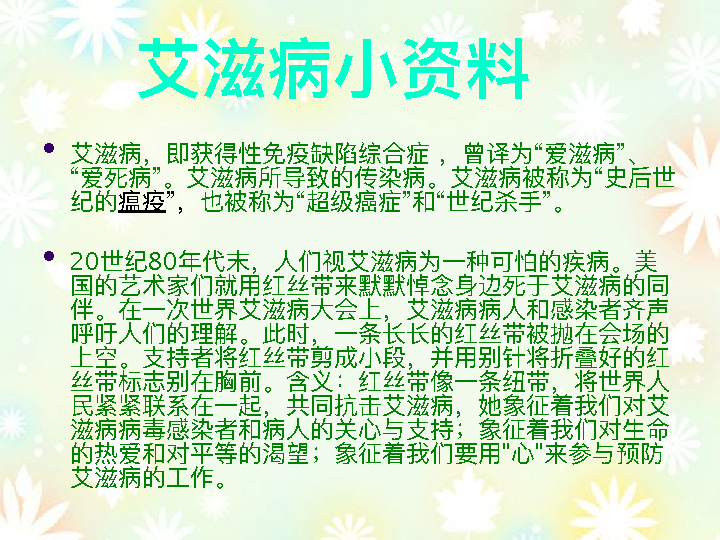 艾滋病小资料
艾滋病，即获得性免疫缺陷综合症 ，曾译为“爱滋病”、
“爱死病”。艾滋病所导致的传染病。艾滋病被称为“史后世
纪的瘟疫”，也被称为“超级癌症”和“世纪杀手”。
20世纪80年代末，人们视艾滋病为一种可怕的疾病。美
国的艺术家们就用红丝带来默默悼念身边死于艾滋病的同
伴。在一次世界艾滋病大会上，艾滋病病人和感染者齐声
呼吁人们的理解。此时，一条长长的红丝带被抛在会场的
上空。支持者将红丝带剪成小段，并用别针将折叠好的红
丝带标志别在胸前。含义：红丝带像一条纽带，将世界人
民紧紧联系在一起，共同抗击艾滋病，她象征着我们对艾
滋病病毒感染者和病人的关心与支持；象征着我们对生命
的热爱和对平等的渴望；象征着我们要用"心"来参与预防
艾滋病的工作。